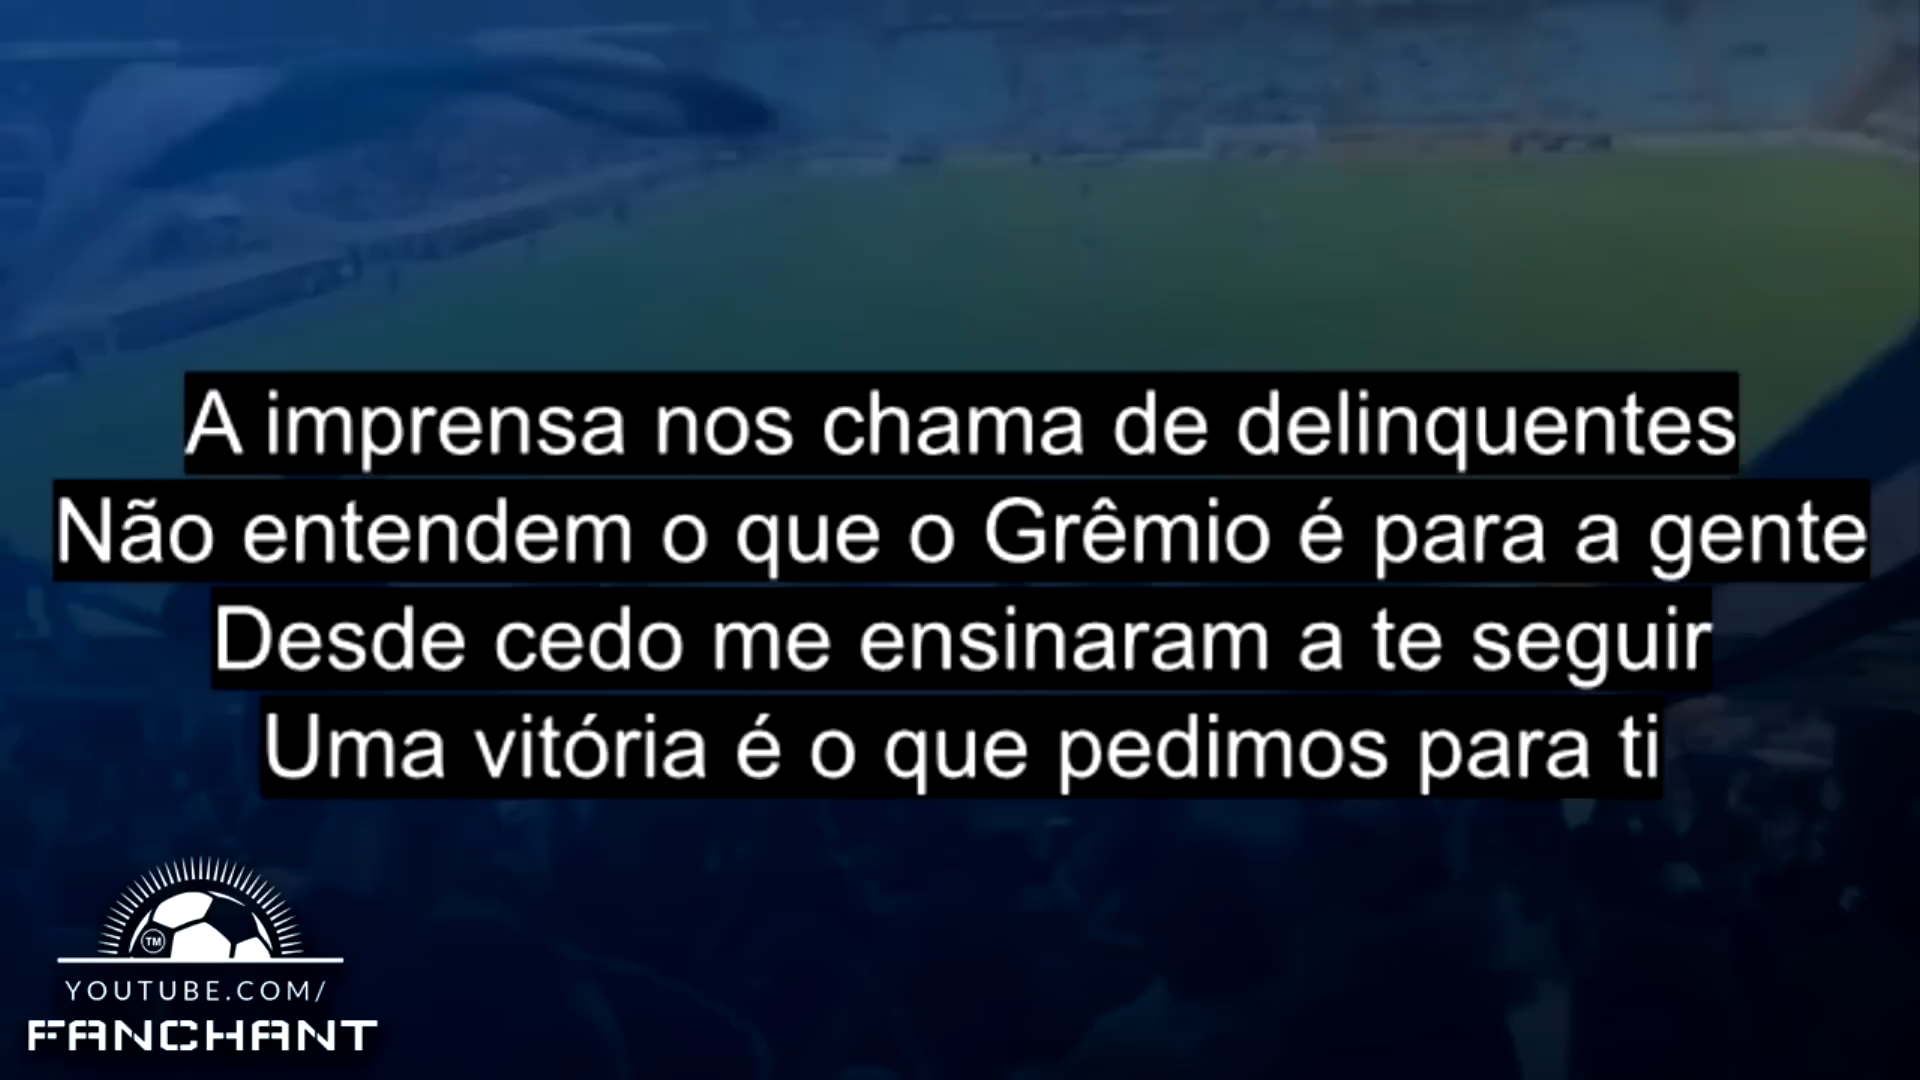 A imprensa nos chama de delinquentes
Não entendem o que o Grêmio é para a gente
Desde cedo me ensinaram a te seguir
Uma vitória é o que pedimos para ti
TM
YOUTUBE.COM/
FANCHANT